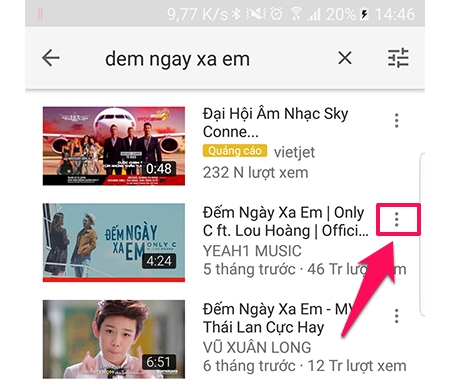 9,77 K/s 20% 14:46
dem ngay xa em
Đại Hội Âm Nhạc Sky
Conne...
Quảng cáo vietjet
232 N lượt xem
0:48
Đếm Ngày Xa Em | Only
C ft. Lou Hoàng | Offici...
YEAH1 MUSIC
5 tháng trước · 46 Tr lượt xem
ĐẾM NGÀY
XA EM
ONLY C
4:24
Đếm Ngày Xa Em - MV
Thái Lan Cực Hay
VŨ XUÂN LONG
6 tháng trước · 12 Tr lượt xem
6:51